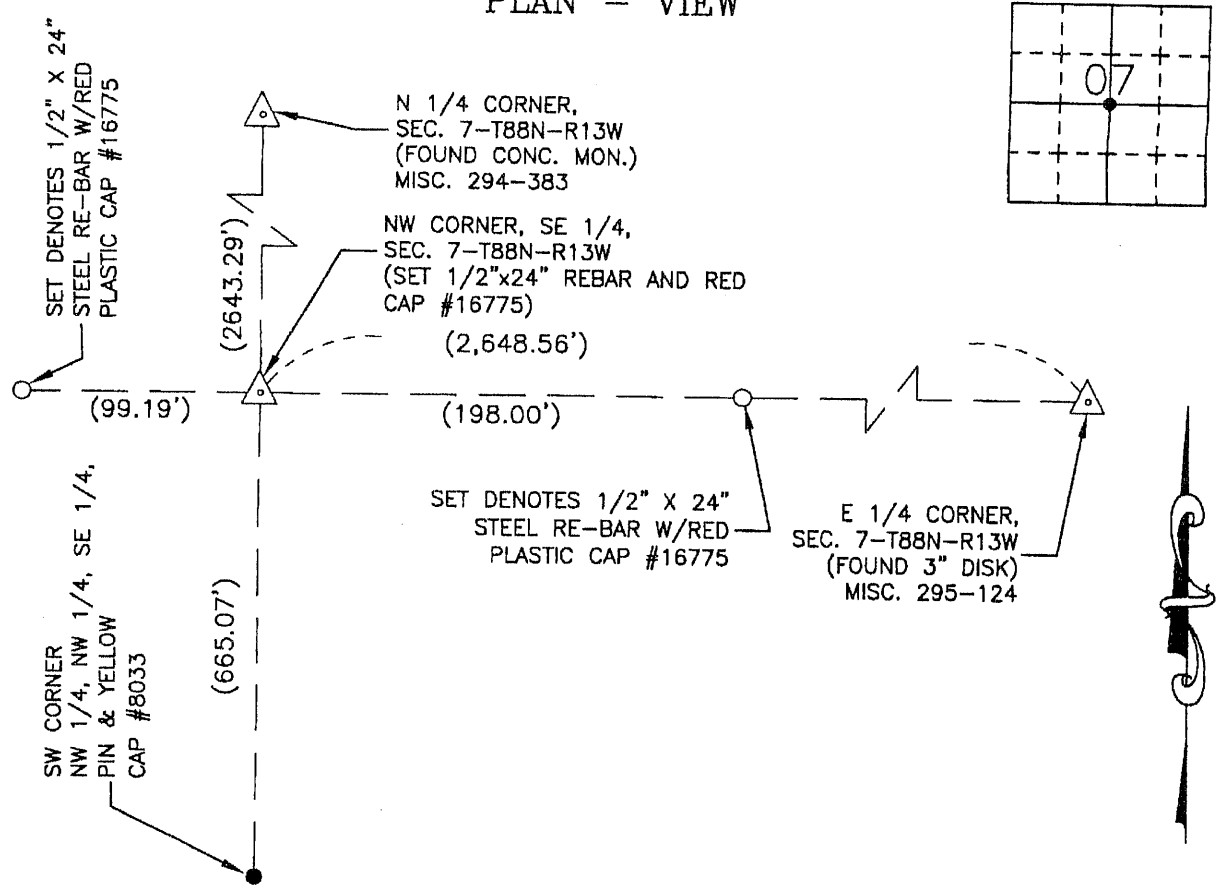 PLAN - VIEW
07
SET DENOTES 1/2" X 24"
STEEL RE-BAR W/RED
PLASTIC CAP #16775
N 1/4 CORNER,
SEC. 7-T88N-R13W
(FOUND CONC. MON.)
MISC. 294-383
(2643.29')
NW CORNER, SE 1/4,
SEC. 7-T88N-R13W
(SET 1/2"x24" REBAR AND RED
CAP #16775)
(2,648.56')
(99.19')
(198.00')
SET DENOTES 1/2" X 24"
STEEL RE-BAR W/RED
PLASTIC CAP #16775
E 1/4 CORNER,
SEC. 7-T88N-R13W
(FOUND 3" DISK)
MISC. 295-124
SW CORNER
NW 1/4, NW 1/4, SE 1/4,
PIN & YELLOW
CAP #8033
(665.07')